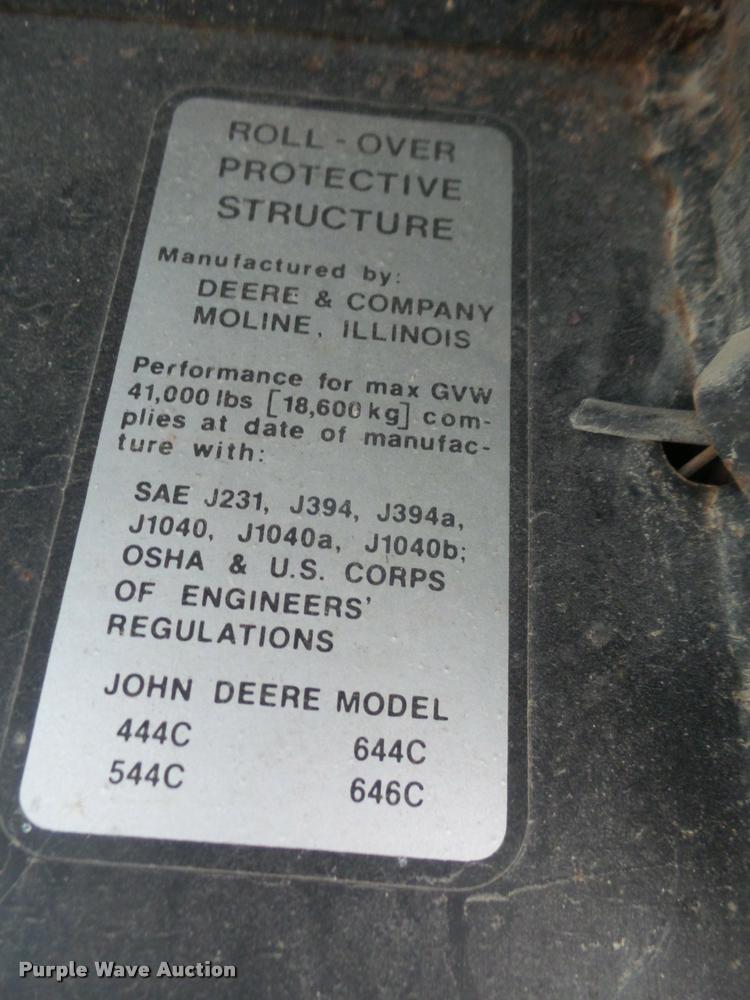 ROLL-OVER
PROTECTIVE
STRUCTURE
Manufactured by:
DEERE & COMPANY
MOLINE, ILLINOIS
Performance for max GVW
41,000 lbs [18,600 kg] com-
plies at date of manufac-
ture with:
SAE J231, J394, J394a,
J1040, J1040a, J1040b;
OSHA & U.S. CORPS
OF ENGINEERS'
REGULATIONS
JOHN DEERE MODEL
444C 644C
544C 646C
Purple Wave Auction